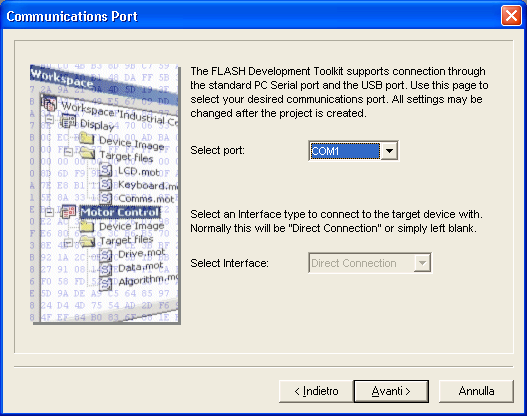 Communications Port
The FLASH Development Toolkit supports connection through
the standard PC Serial port and the USB port. Use this page to
select your desired communications port. All settings may be
changed after the project is created.
Select port:
COM1
Select an Interface type to connect to the target device with.
Normally this will be "Direct Connection" or simply left blank.
Select Interface:
Direct Connection
Workspace
Workspace "Industrial Ce
Display
Device Image
Target files
LCD.mot
Keyboard.mo
Comms.mot
Motor Control
Device Image
Target files
Drive.mot
Data.mot
Algorithm.mo
< Indietro
Avanti >
Annulla